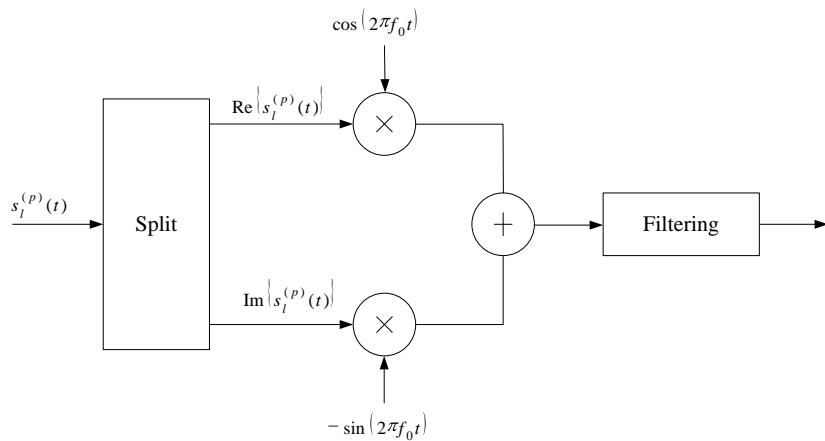 cos(2πf₀t)
Re{s_l^(p)(t)}
×
s_l^(p)(t)
Split
+
Filtering
Im{s_l^(p)(t)}
×
−sin(2πf₀t)